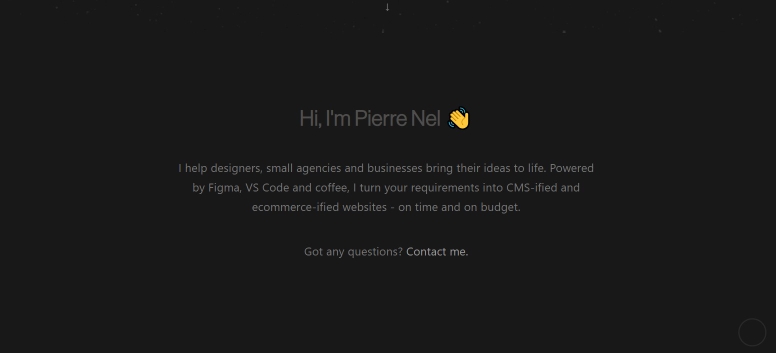 ↓
Hi, I'm Pierre Nel 👋
I help designers, small agencies and businesses bring their ideas to life. Powered
by Figma, VS Code and coffee, I turn your requirements into CMS-ified and
ecommerce-ified websites - on time and on budget.
Got any questions? Contact me.